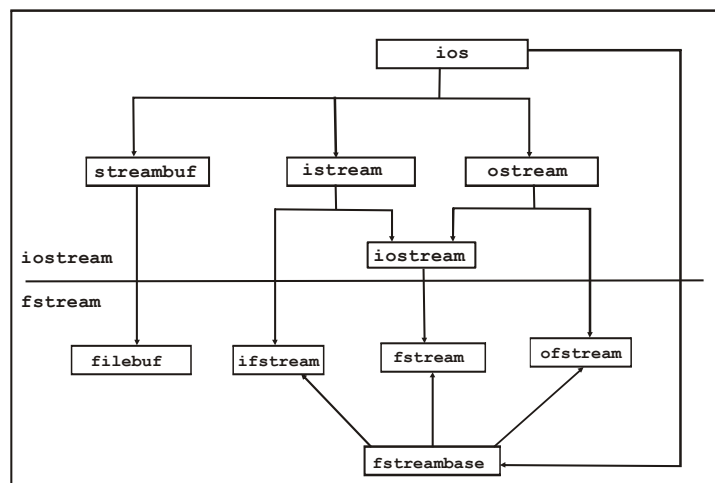 ios
streambuf
istream
ostream
iostream
iostream
fstream
filebuf
ifstream
fstream
ofstream
fstreambase